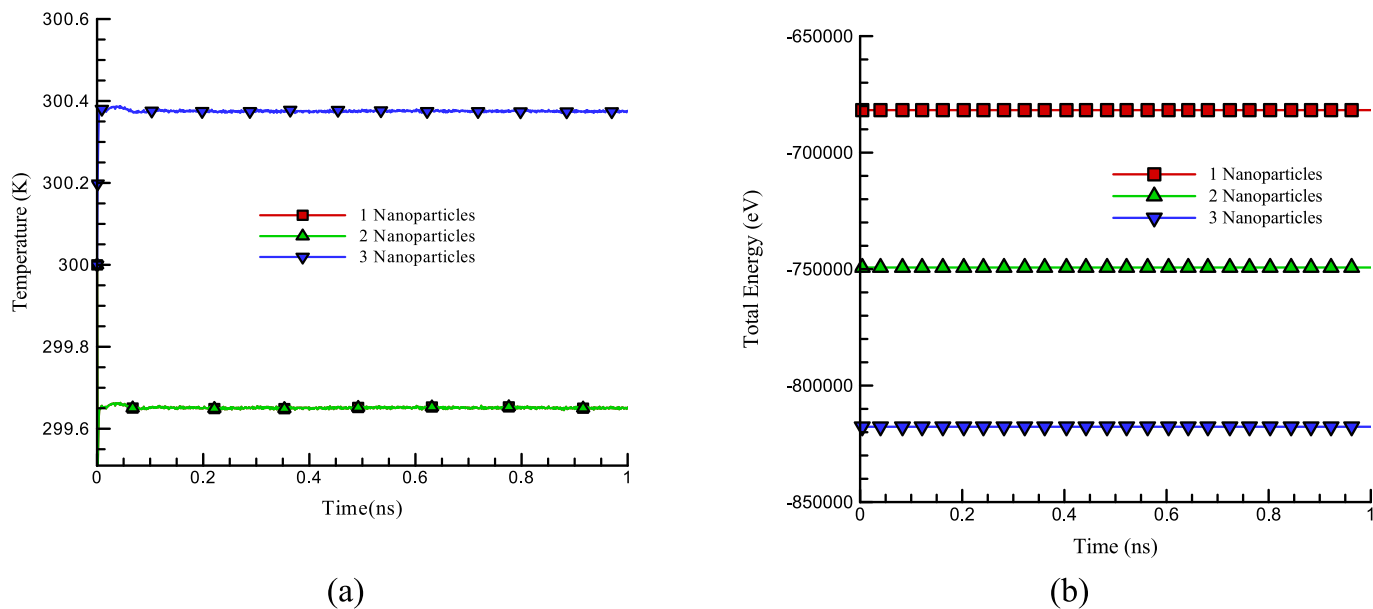 300.6
300.4
300.2
300
299.8
299.6
Temperature (K)
1 Nanoparticles
2 Nanoparticles
3 Nanoparticles
0 0.2 0.4 0.6 0.8 1
Time(ns)
(a)
-650000
-700000
-750000
-800000
-850000
Total Energy (eV)
1 Nanoparticles
2 Nanoparticles
3 Nanoparticles
0 0.2 0.4 0.6 0.8 1
Time (ns)
(b)